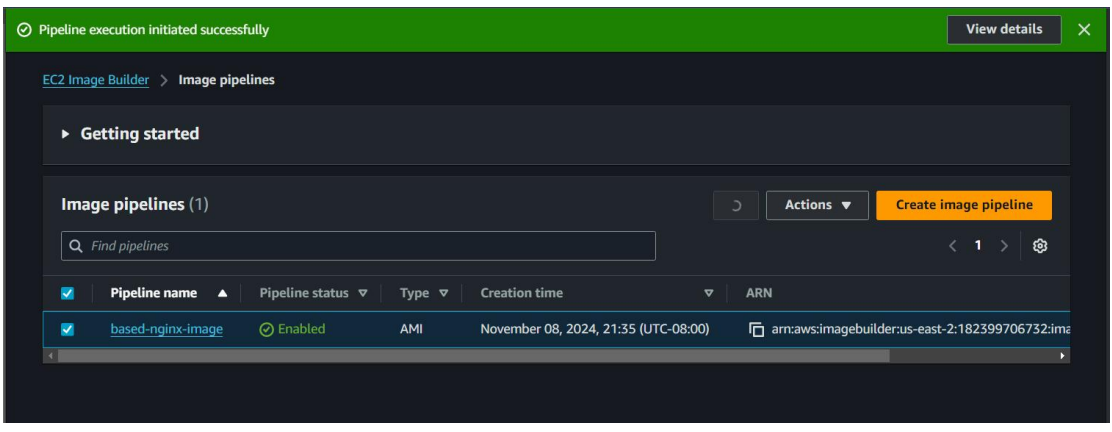 Pipeline execution initiated successfully
View details
EC2 Image Builder > Image pipelines
Getting started
Image pipelines (1)
Actions
Create image pipeline
Find pipelines
< 1 >
Pipeline name Pipeline status Type Creation time ARN
based-nginx-image Enabled AMI November 08, 2024, 21:35 (UTC-08:00) arn:aws:imagebuilder:us-east-2:182399706732:ima